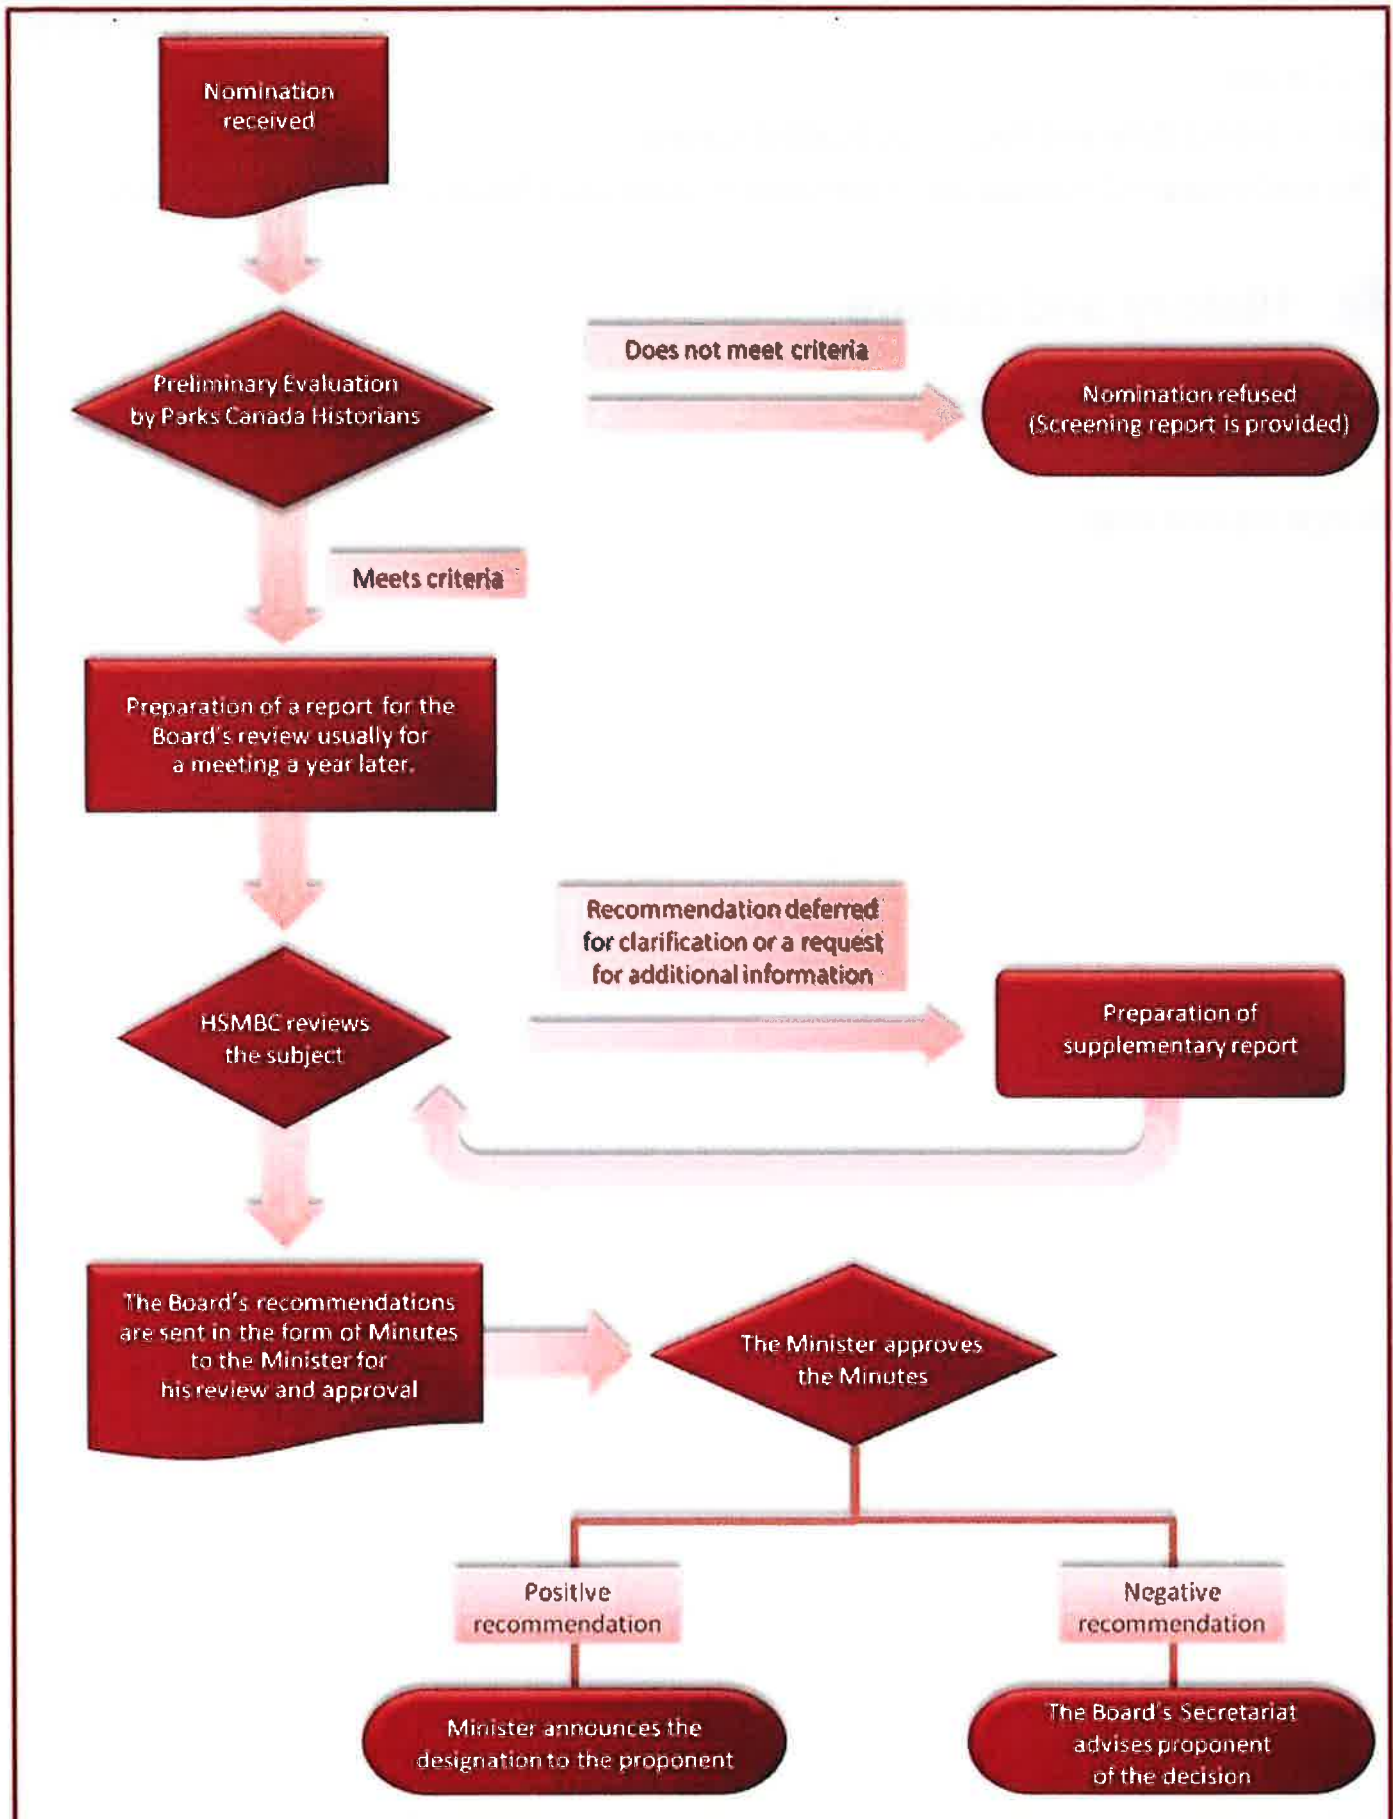 Nomination
received
Preliminary Evaluation
by Parks Canada Historians
Does not meet criteria
Nomination refused
(Screening report is provided)
Meets criteria
Preparation of a report for the
Board's review usually for
a meeting a year later.
HSMBC reviews
the subject
Recommendation deferred
for clarification or a request
for additional information
Preparation of
supplementary report
The Board's recommendations
are sent in the form of Minutes
to the Minister for
his review and approval
The Minister approves
the Minutes
Positive
recommendation
Negative
recommendation
Minister announces the
designation to the proponent
The Board's Secretariat
advises proponent
of the decision